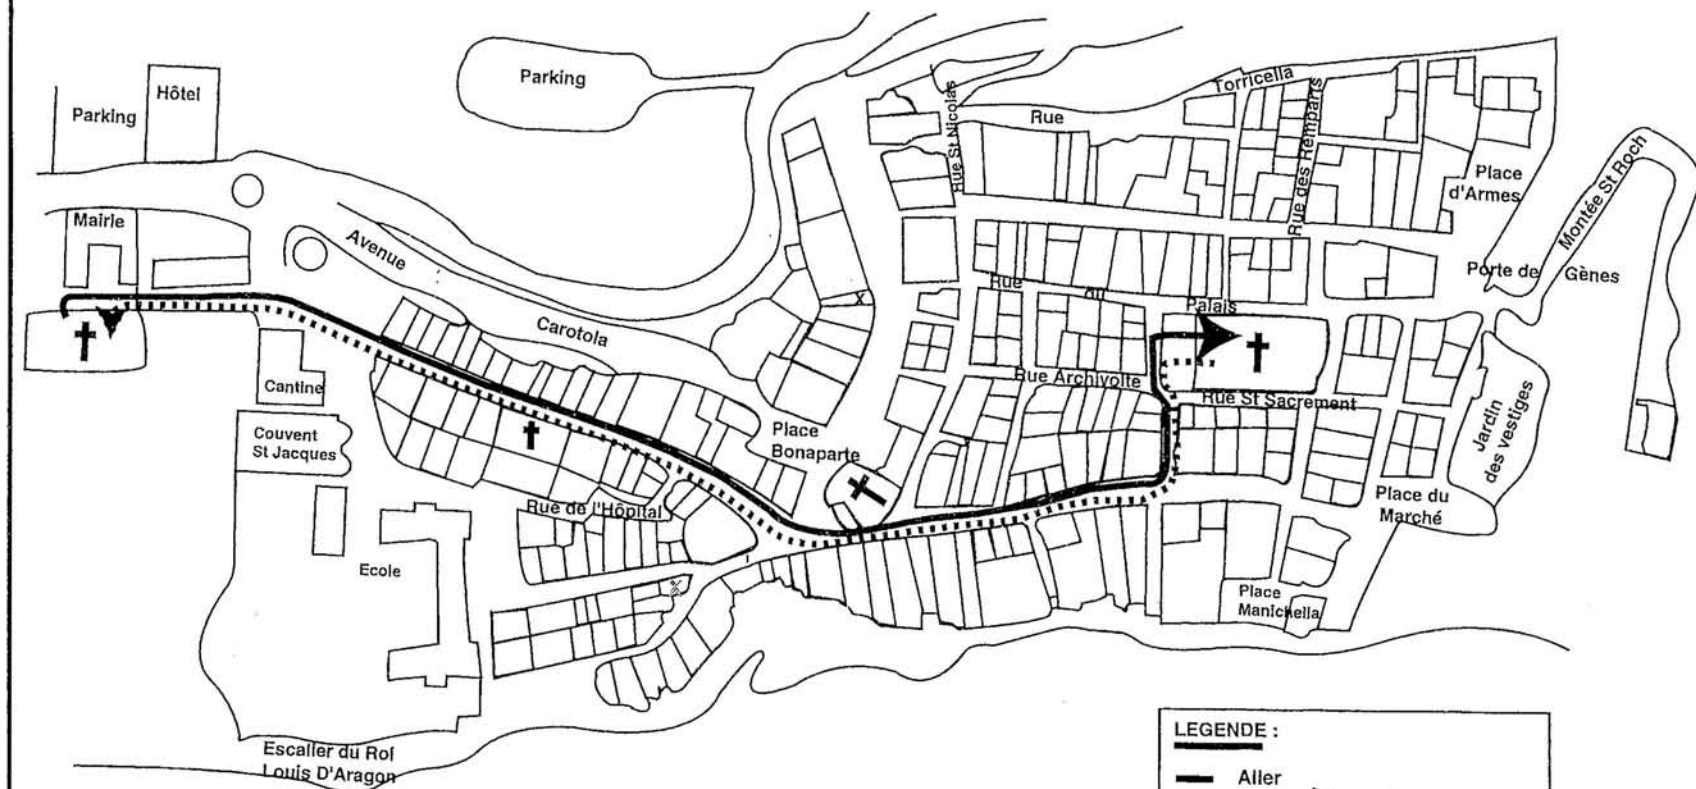 Parking
Hôtel
Parking
Mairie
Avenue
Carotola
Cantine
Couvent
St Jacques
Rue de l'Hôpital
Ecole
Escalier du Roi
Louis D'Aragon
Place
Bonaparte
Rue St Nicolas
Rue
Torricella
Rue des Remparts
Place
d'Armes
Montée St Roch
Porte de Gènes
Rue du Palais
Rue Archivolte
Rue St Sacrement
Jardin
des vestiges
Place du
Marché
Place
Manichella
LEGENDE :
Aller